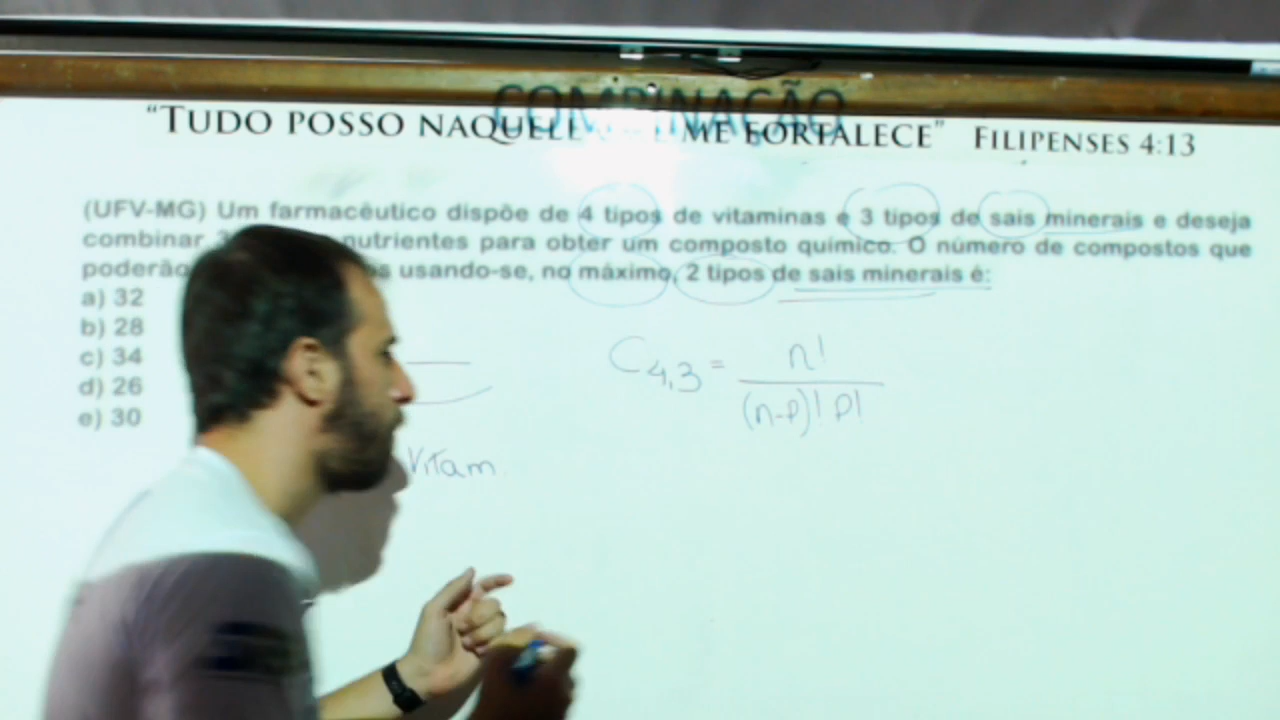 COMBINAÇÃO
“TUDO POSSO NAQUELE ME FORTALECE” FILIPENSES 4:13
(UFV-MG) Um farmacêutico dispõe de 4 tipos de vitaminas e 3 tipos de sais minerais e deseja
combinar nutrientes para obter um composto químico. O número de compostos que
poderão usando-se, no máximo, 2 tipos de sais minerais é:
a) 32
b) 28
c) 34
d) 26
e) 30
C4,3 = n!
(n-p)! p!
Vitam